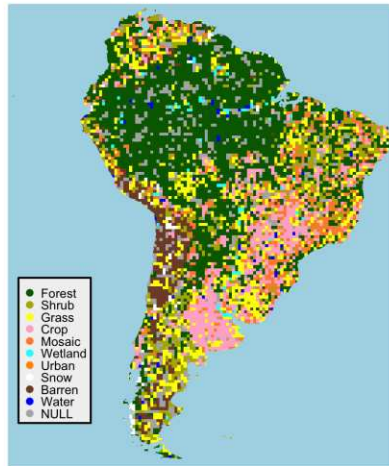 Forest
Shrub
Grass
Crop
Mosaic
Wetland
Urban
Snow
Barren
Water
NULL